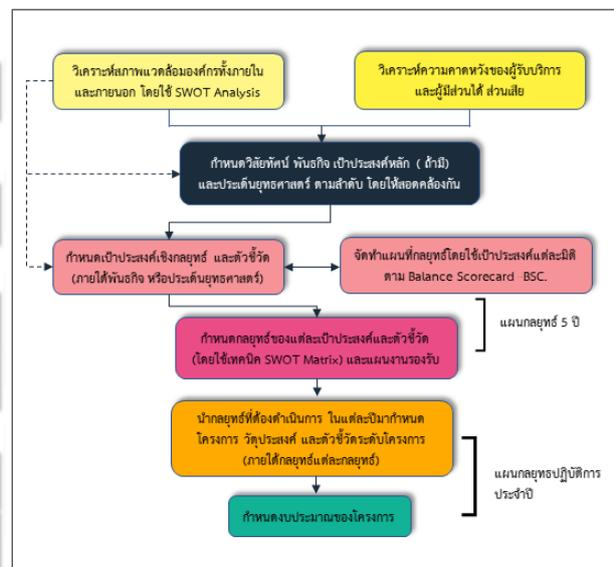 วิเคราะห์สภาพแวดล้อมองค์กรทั้งภายใน
และภายนอก โดยใช้ SWOT Analysis
วิเคราะห์ความคาดหวังของผู้รับบริการ
และผู้มีส่วนได้ ส่วนเสีย
กำหนดวิสัยทัศน์ พันธกิจ เป้าประสงค์หลัก ( ถ้ามี)
และประเด็นยุทธศาสตร์ ตามลำดับ โดยให้สอดคล้องกัน
กำหนดเป้าประสงค์เชิงกลยุทธ์ และตัวชี้วัด
(ภายใต้พันธกิจ หรือประเด็นยุทธศาสตร์)
จัดทำแผนที่กลยุทธ์โดยใช้เป้าประสงค์แต่ละมิติ
ตาม Balance Scorecard –BSC.
แผนกลยุทธ์ 5 ปี
กำหนดกลยุทธ์ของแต่ละเป้าประสงค์และตัวชี้วัด
(โดยใช้เทคนิค SWOT Matrix) และแผนงานรองรับ
นำกลยุทธ์ที่ต้องดำเนินการ ในแต่ละปีมากำหนด
โครงการ วัตุประสงค์ และตัวชี้วัดระดับโครงการ
(ภายใต้กลยุทธ์แต่ละกลยุทธ์)
แผนกลยุทธปฏิบัติการ
ประจำปี
กำหนดงบประมาณของโครงการ